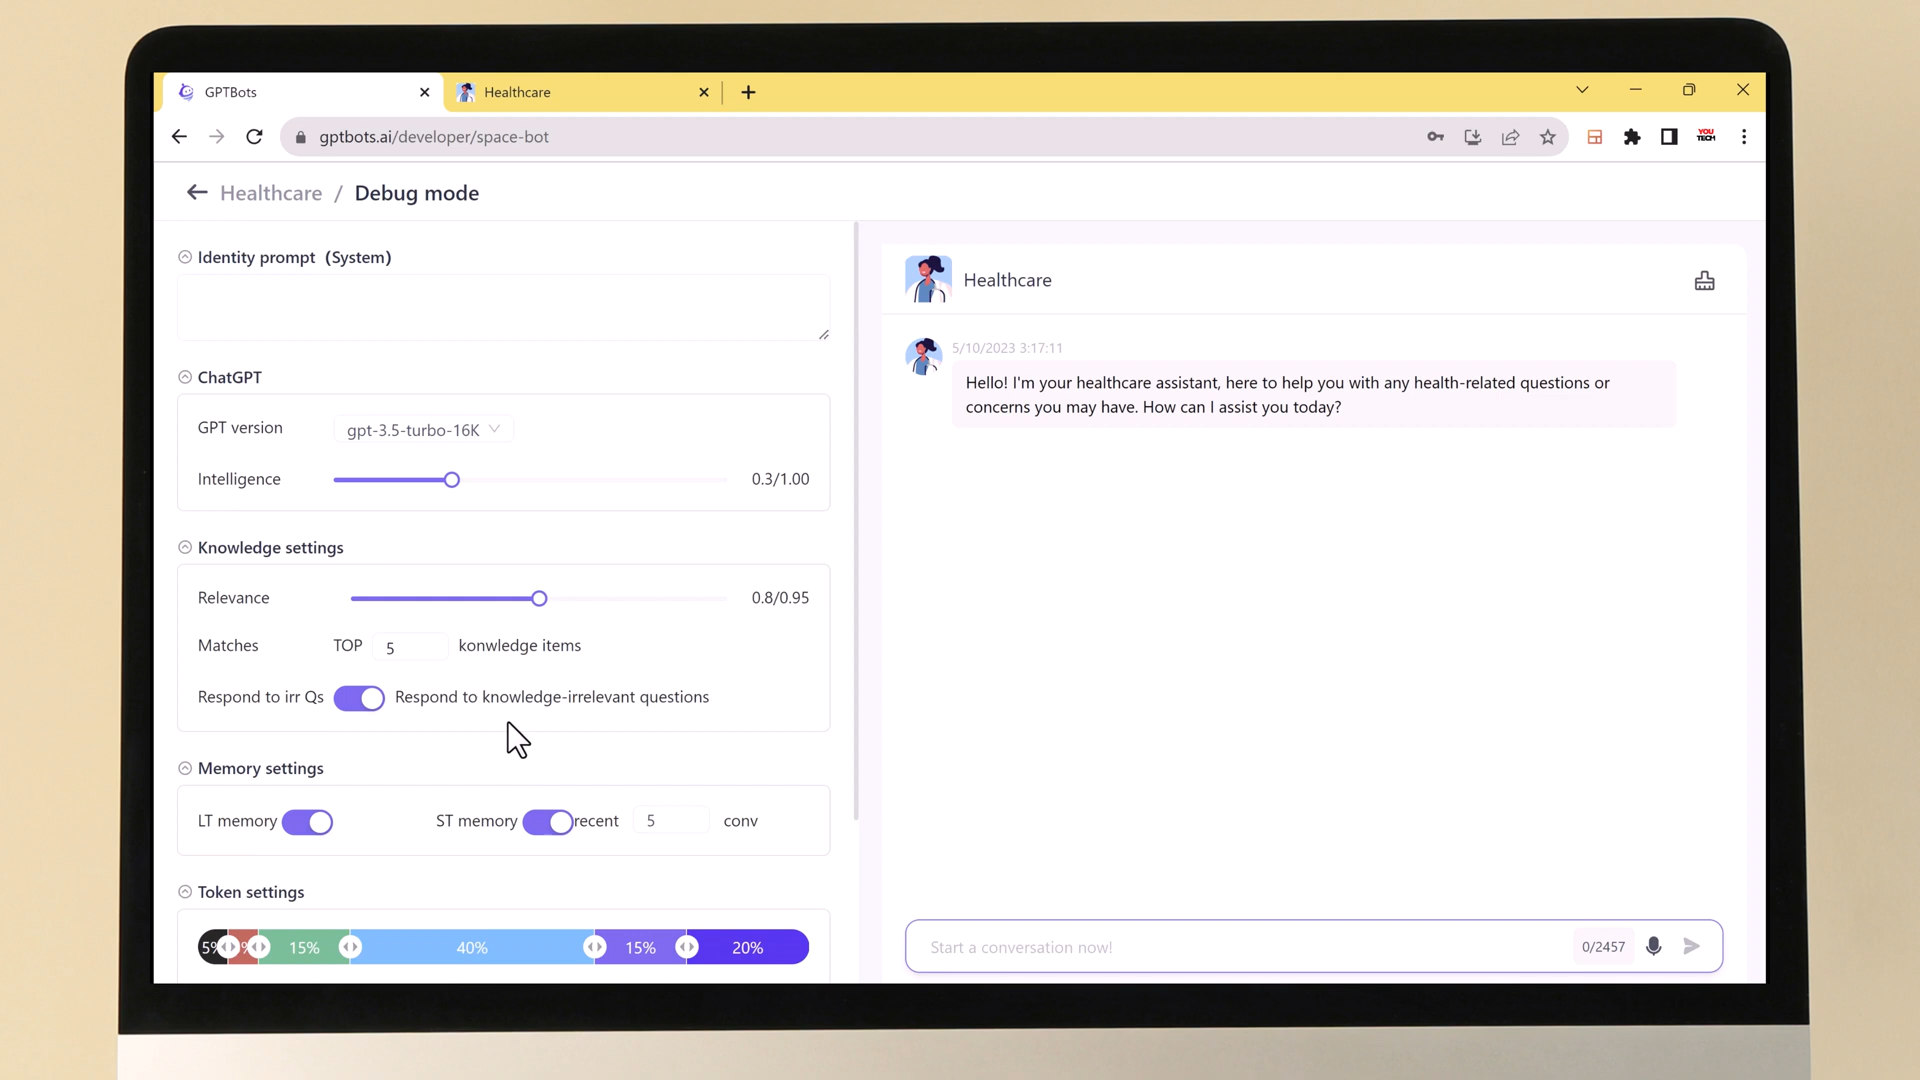 GPTBots
Healthcare
gptbots.ai/developer/space-bot
YOU
TECH
Healthcare / Debug mode
Identity prompt (System)
ChatGPT
GPT version gpt-3.5-turbo-16K
Intelligence 0.3/1.00
Knowledge settings
Relevance 0.8/0.95
Matches TOP 5 konwledge items
Respond to irr Qs Respond to knowledge-irrelevant questions
Memory settings
LT memory ST memory recent 5 conv
Token settings
5% % 15% 40% 15% 20%
Healthcare
5/10/2023 3:17:11
Hello! I'm your healthcare assistant, here to help you with any health-related questions or
concerns you may have. How can I assist you today?
Start a conversation now! 0/2457